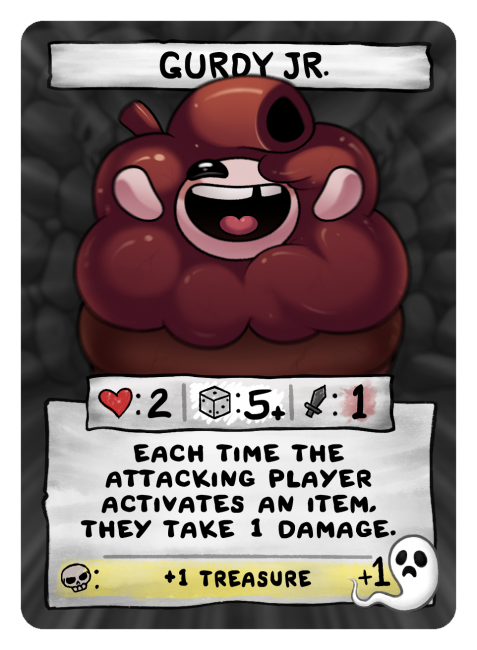 GURDY JR.
:2 :5+ :1
EACH TIME THE
ATTACKING PLAYER
ACTIVATES AN ITEM,
THEY TAKE 1 DAMAGE.
: +1 TREASURE +1